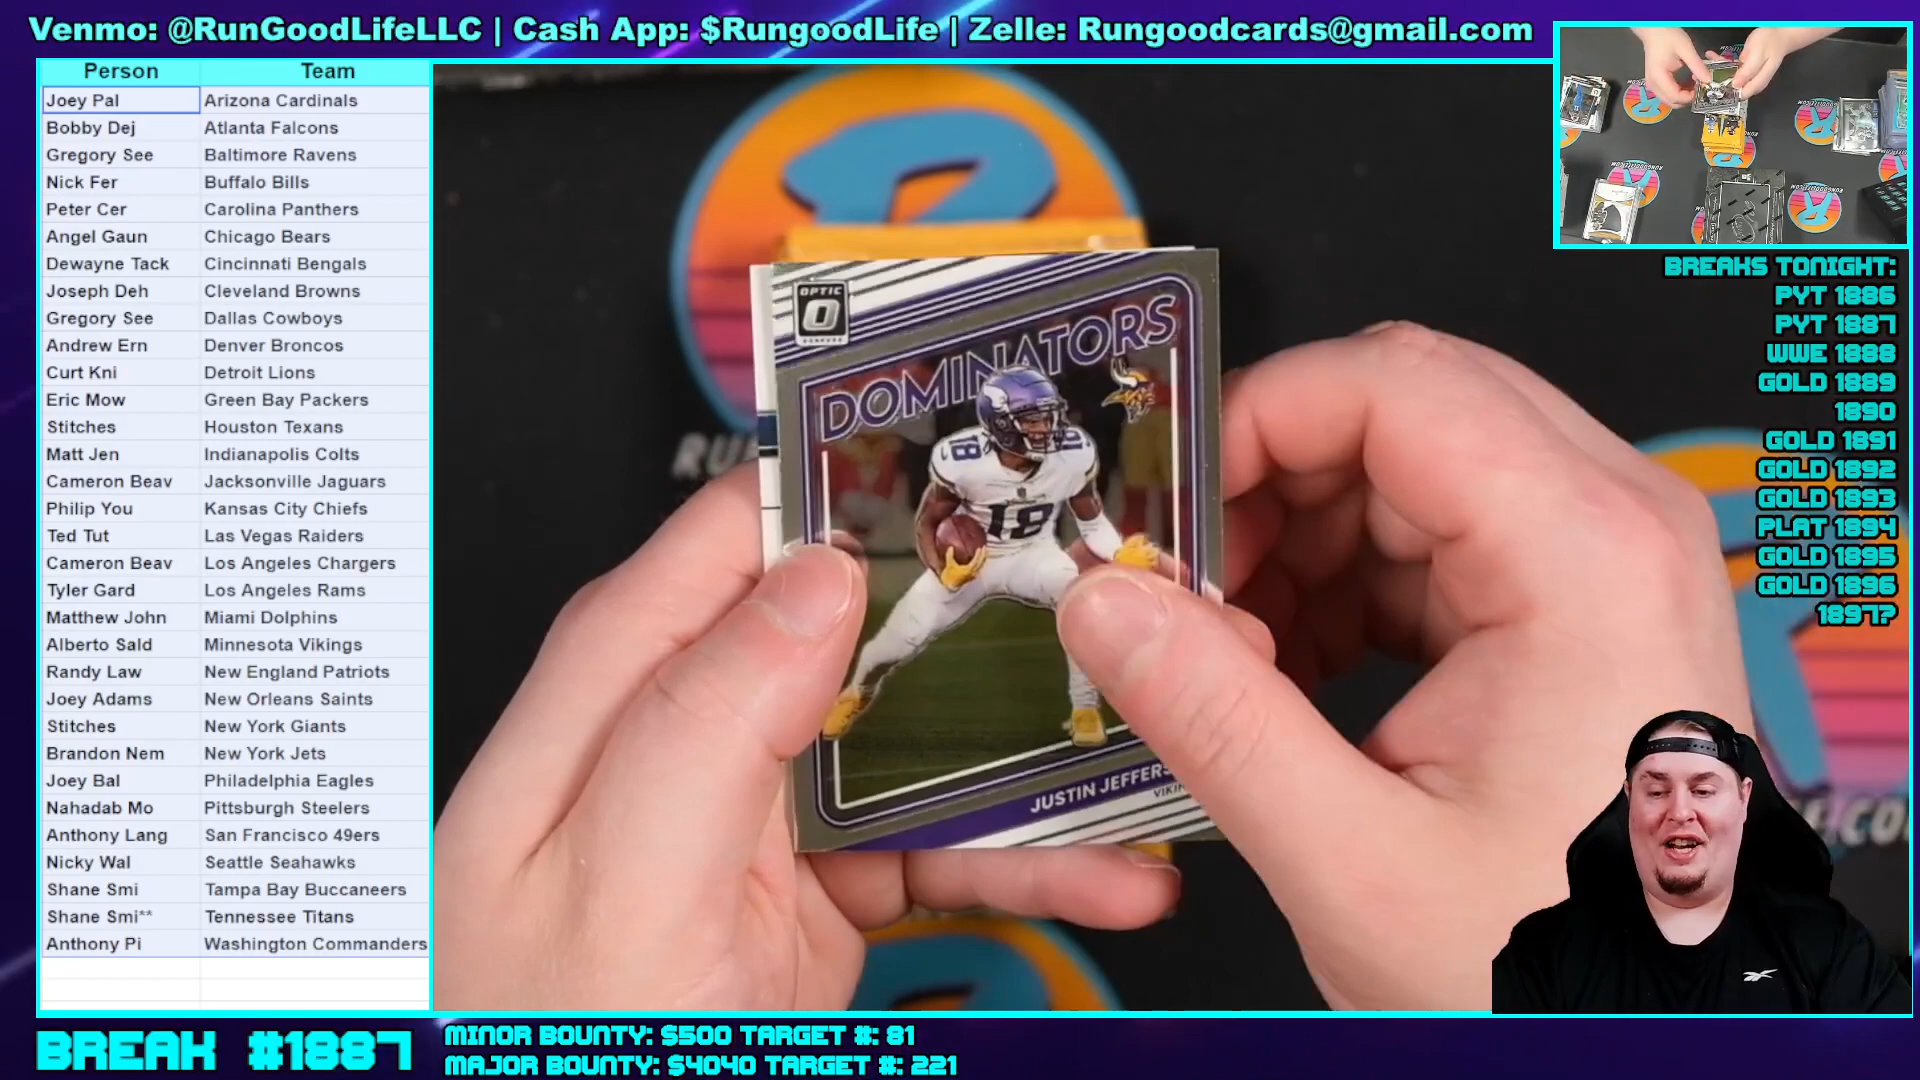 Venmo: @RunGoodLifeLLC | Cash App: $RungoodLife | Zelle: Rungoodcards@gmail.com
Person Team
Joey Pal Arizona Cardinals
Bobby Dej Atlanta Falcons
Gregory See Baltimore Ravens
Nick Fer Buffalo Bills
Peter Cer Carolina Panthers
Angel Gaun Chicago Bears
Dewayne Tack Cincinnati Bengals
Joseph Deh Cleveland Browns
Gregory See Dallas Cowboys
Andrew Ern Denver Broncos
Curt Kni Detroit Lions
Eric Mow Green Bay Packers
Stitches Houston Texans
Matt Jen Indianapolis Colts
Cameron Beav Jacksonville Jaguars
Philip You Kansas City Chiefs
Ted Tut Las Vegas Raiders
Cameron Beav Los Angeles Chargers
Tyler Gard Los Angeles Rams
Matthew John Miami Dolphins
Alberto Sald Minnesota Vikings
Randy Law New England Patriots
Joey Adams New Orleans Saints
Stitches New York Giants
Brandon Nem New York Jets
Joey Bal Philadelphia Eagles
Nahadab Mo Pittsburgh Steelers
Anthony Lang San Francisco 49ers
Nicky Wal Seattle Seahawks
Shane Smi Tampa Bay Buccaneers
Shane Smi** Tennessee Titans
Anthony Pi Washington Commanders
OPTIC
DONRUSS
DOMINATORS
18
18
JUSTIN JEFFERS
VIKIN
BREAKS TONIGHT:
PYT 1886
PYT 1887
WWE 1888
GOLD 1889
1890
GOLD 1891
GOLD 1892
GOLD 1893
PLAT 1894
GOLD 1895
GOLD 1896
1897?
BREAK #1887
MINOR BOUNTY: $500 TARGET #: 81
MAJOR BOUNTY: $4040 TARGET #: 221